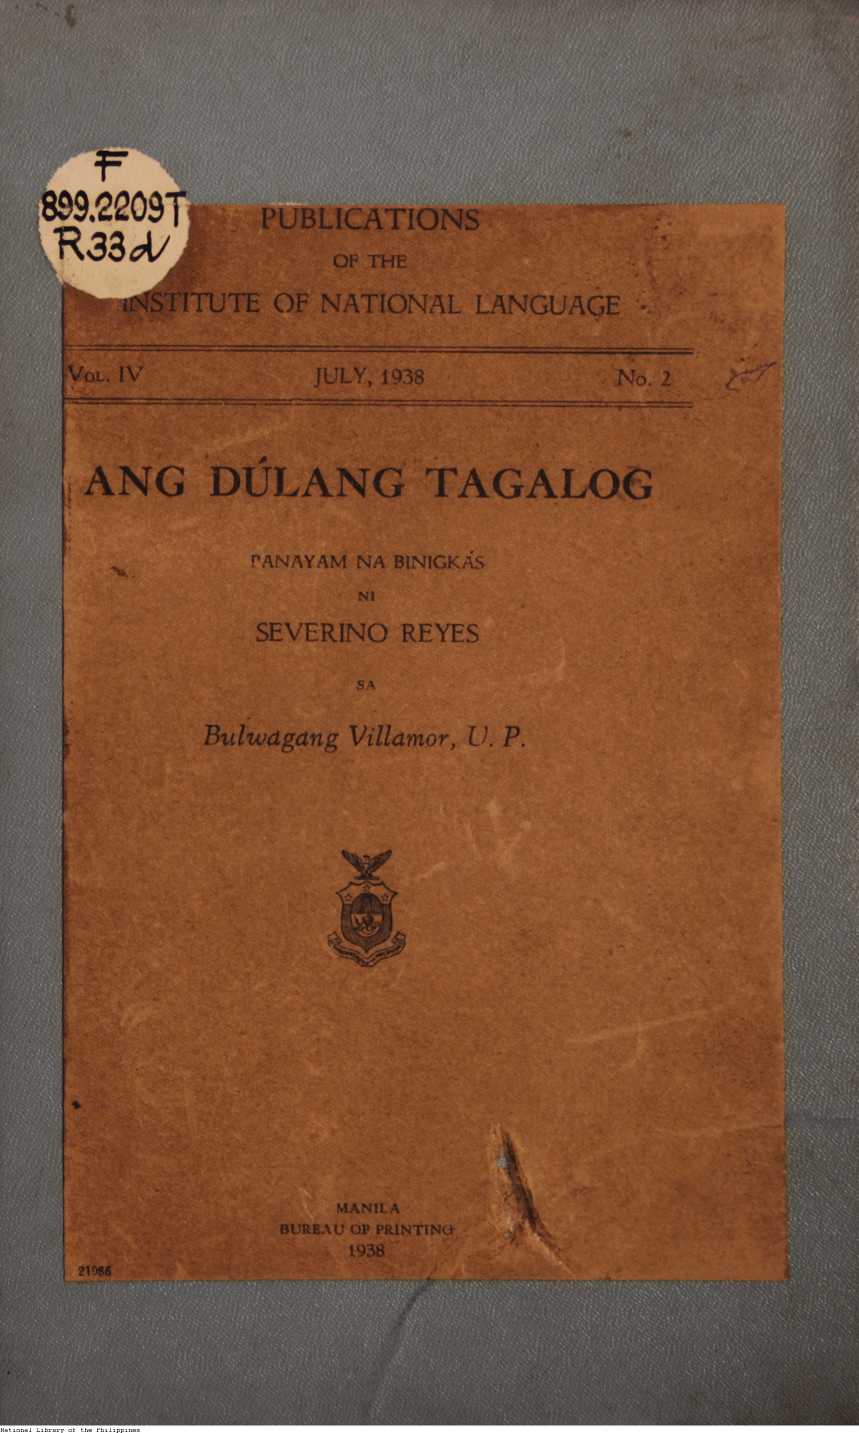 F
899.2209T
R33d
PUBLICATIONS
OF THE
INSTITUTE OF NATIONAL LANGUAGE
VOL. IV JULY, 1938 No. 2
ANG DÚLANG TAGALOG
PANAYAM NA BINIGKÁS
NI
SEVERINO REYES
SA
Bulwagang Villamor, U. P.
MANILA
BUREAU OF PRINTING
1938
21986
National Library of the Philippines